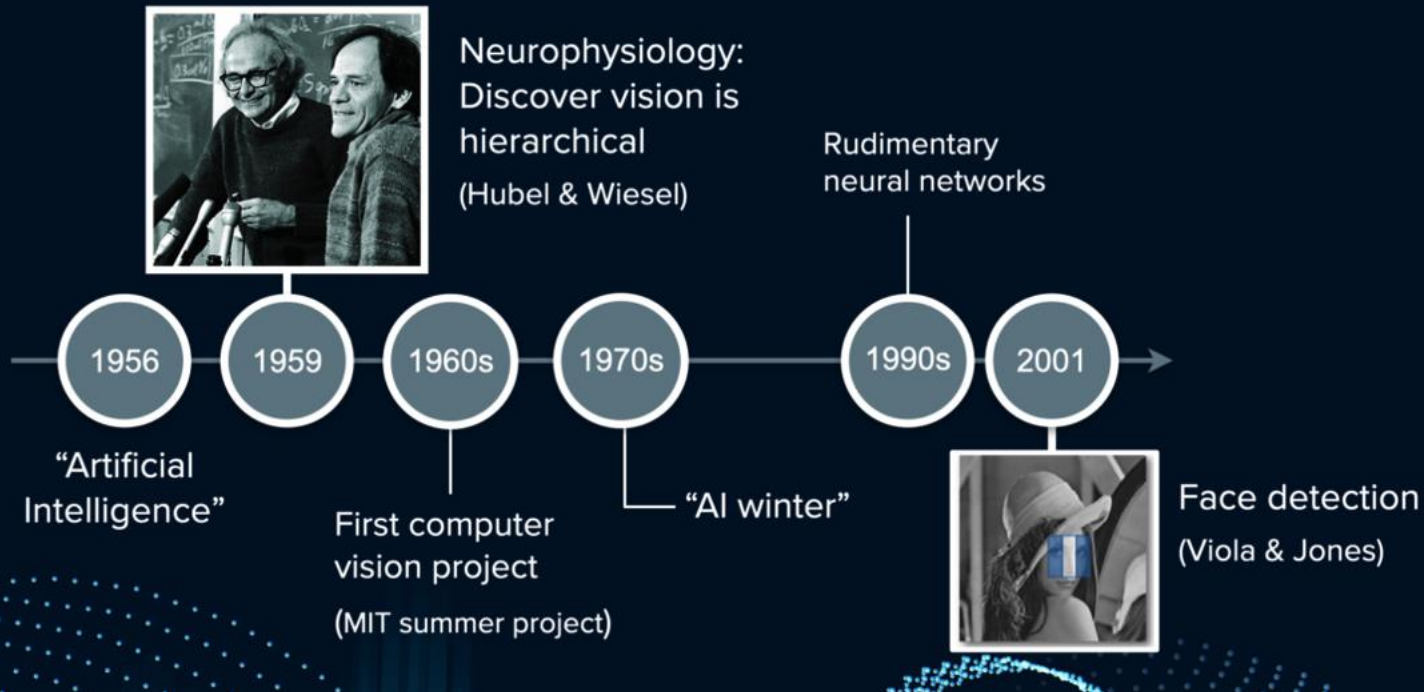 Neurophysiology:
Discover vision is
hierarchical
(Hubel & Wiesel)
Rudimentary
neural networks
1956
1959
1960s
1970s
1990s
2001
“Artificial
Intelligence”
First computer
vision project
(MIT summer project)
“AI winter”
Face detection
(Viola & Jones)